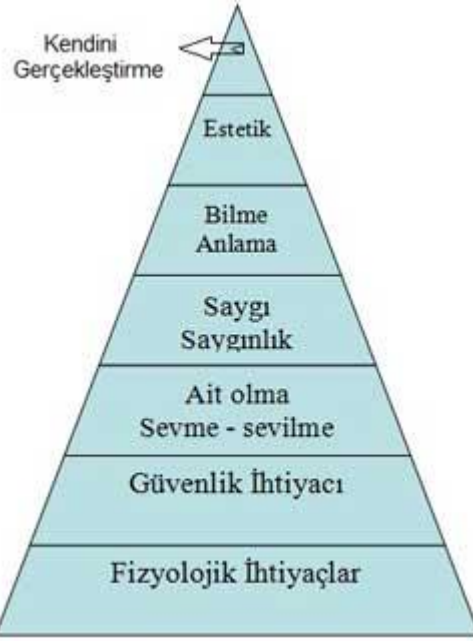 Kendini
Gerçekleştirme
Estetik
Bilme
Anlama
Saygı
Saygınlık
Ait olma
Sevme - sevilme
Güvenlik İhtiyacı
Fizyolojik İhtiyaçlar